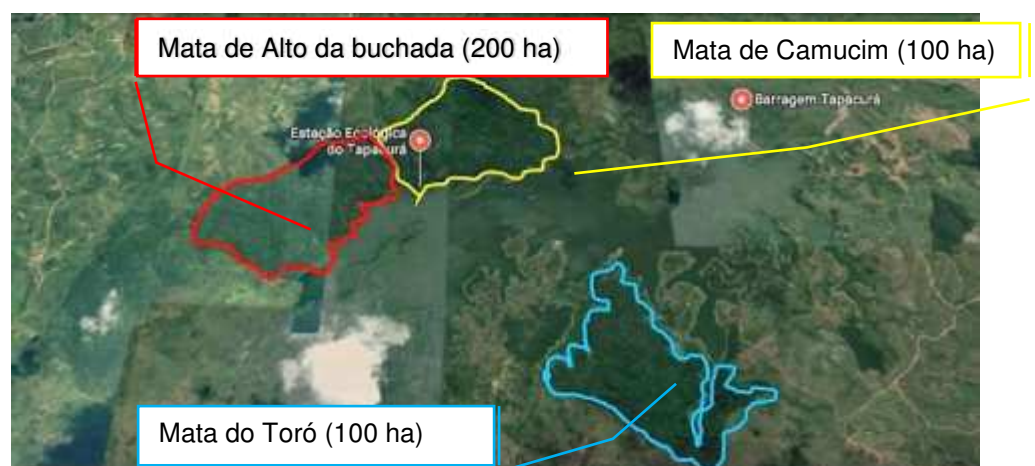 Mata de Alto da buchada (200 ha)
Mata de Camucim (100 ha)
Barragem Tapacurá
Estação Ecológica
do Tapacurá
Mata do Toró (100 ha)